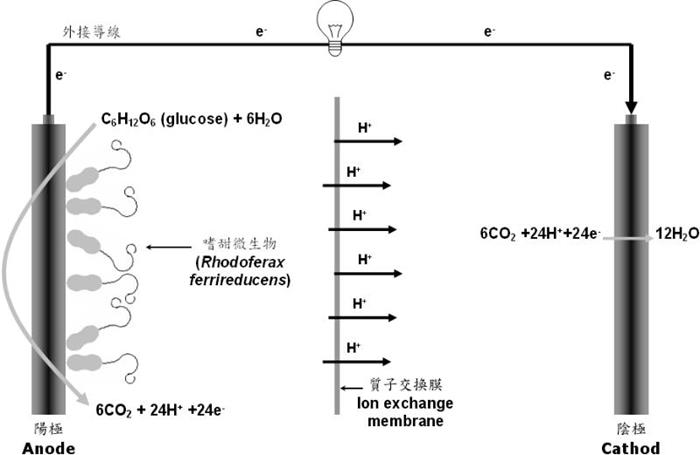 外接導線
e-
e-
e-
e-
C6H12O6 (glucose) + 6H2O
H+
H+
H+
H+
H+
H+
嗜甜微生物
(Rhodoferax
ferrireducens)
6CO2 +24H++24e-
12H2O
6CO2 + 24H+ +24e-
質子交換膜
Ion exchange
membrane
陽極
Anode
陰極
Cathod